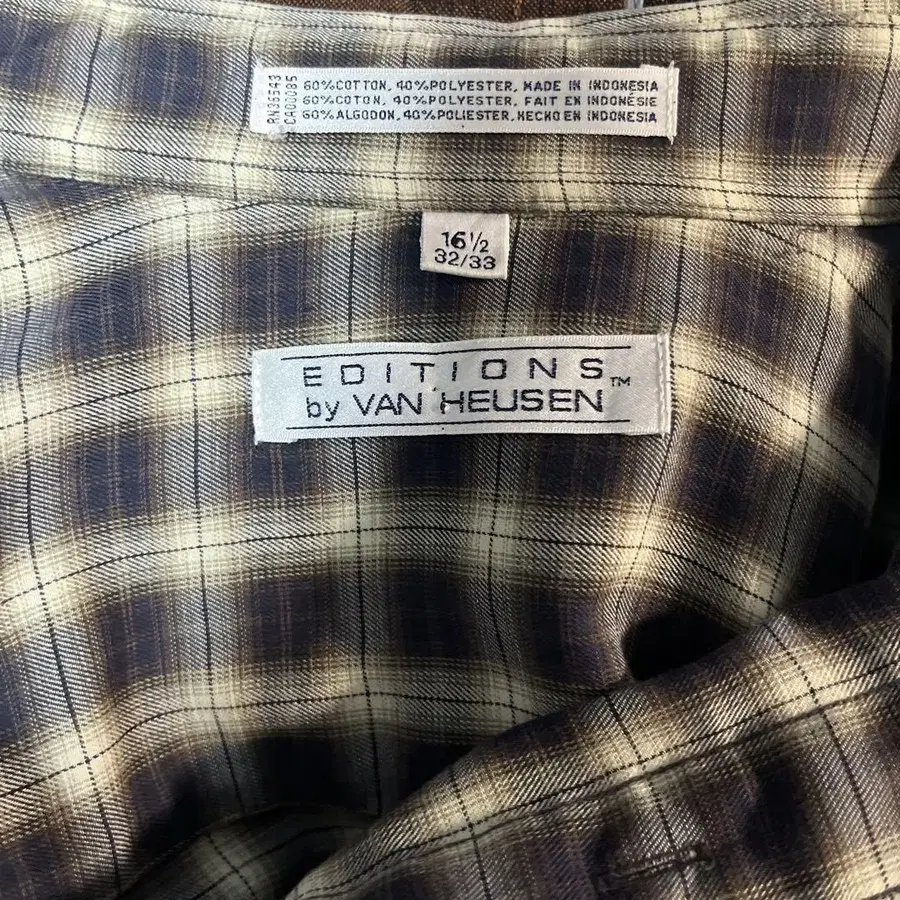 RN36543
CA00085
60%COTTON, 40%POLYESTER, MADE IN INDONESIA
60%COTON, 40%POLYESTER, FAIT EN INDONÉSIE
60%ALGODON, 40%POLIESTER, HECHO EN INDONESIA
16½
32/33
EDITIONS™
by VAN HEUSEN